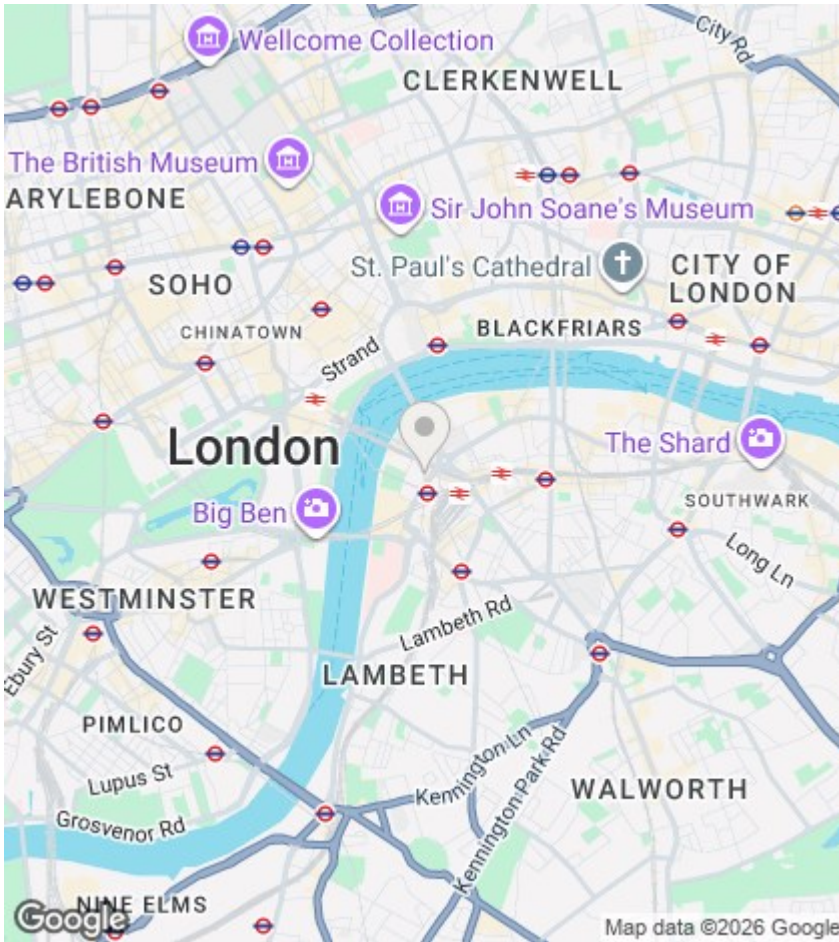 Wellcome Collection
City Rd
CLERKENWELL
The British Museum
ARYLEBONE
Sir John Soane's Museum
St. Paul's Cathedral
CITY OF
LONDON
SOHO
CHINATOWN
Strand
BLACKFRIARS
London
The Shard
Big Ben
SOUTHWARK
Long Ln
WESTMINSTER
Lambeth Rd
Ebury St
LAMBETH
PIMLICO
Lupus St
Kennington Ln
Kennington Park Rd
WALWORTH
Grosvenor Rd
NINE ELMS
Google
Map data ©2026 Google